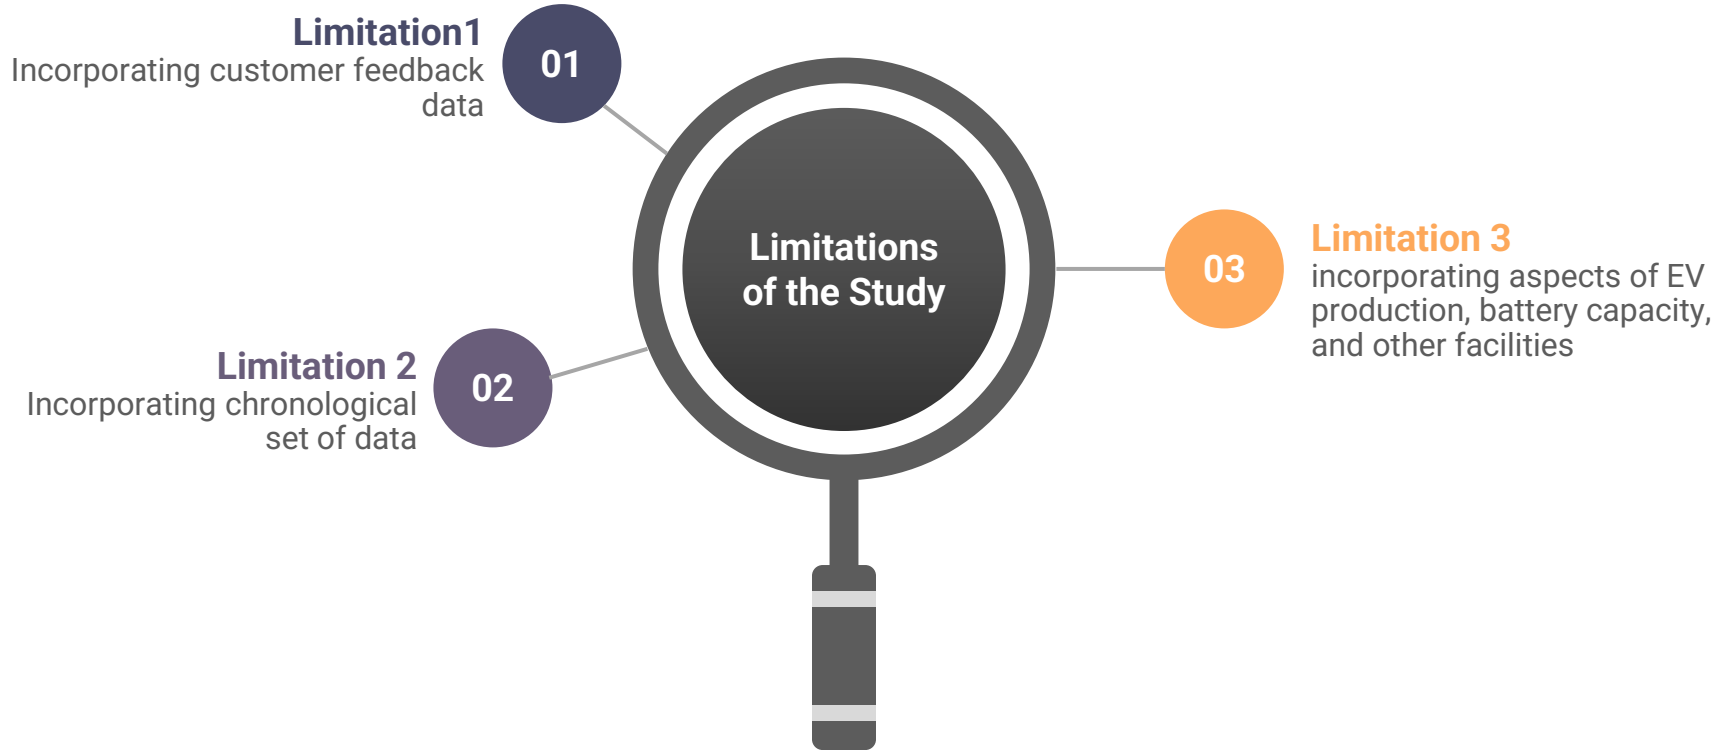 Limitation1
Incorporating customer feedback
data
01
Limitations
of the Study
Limitation 2
Incorporating chronological
set of data
02
03
Limitation 3
incorporating aspects of EV
production, battery capacity,
and other facilities